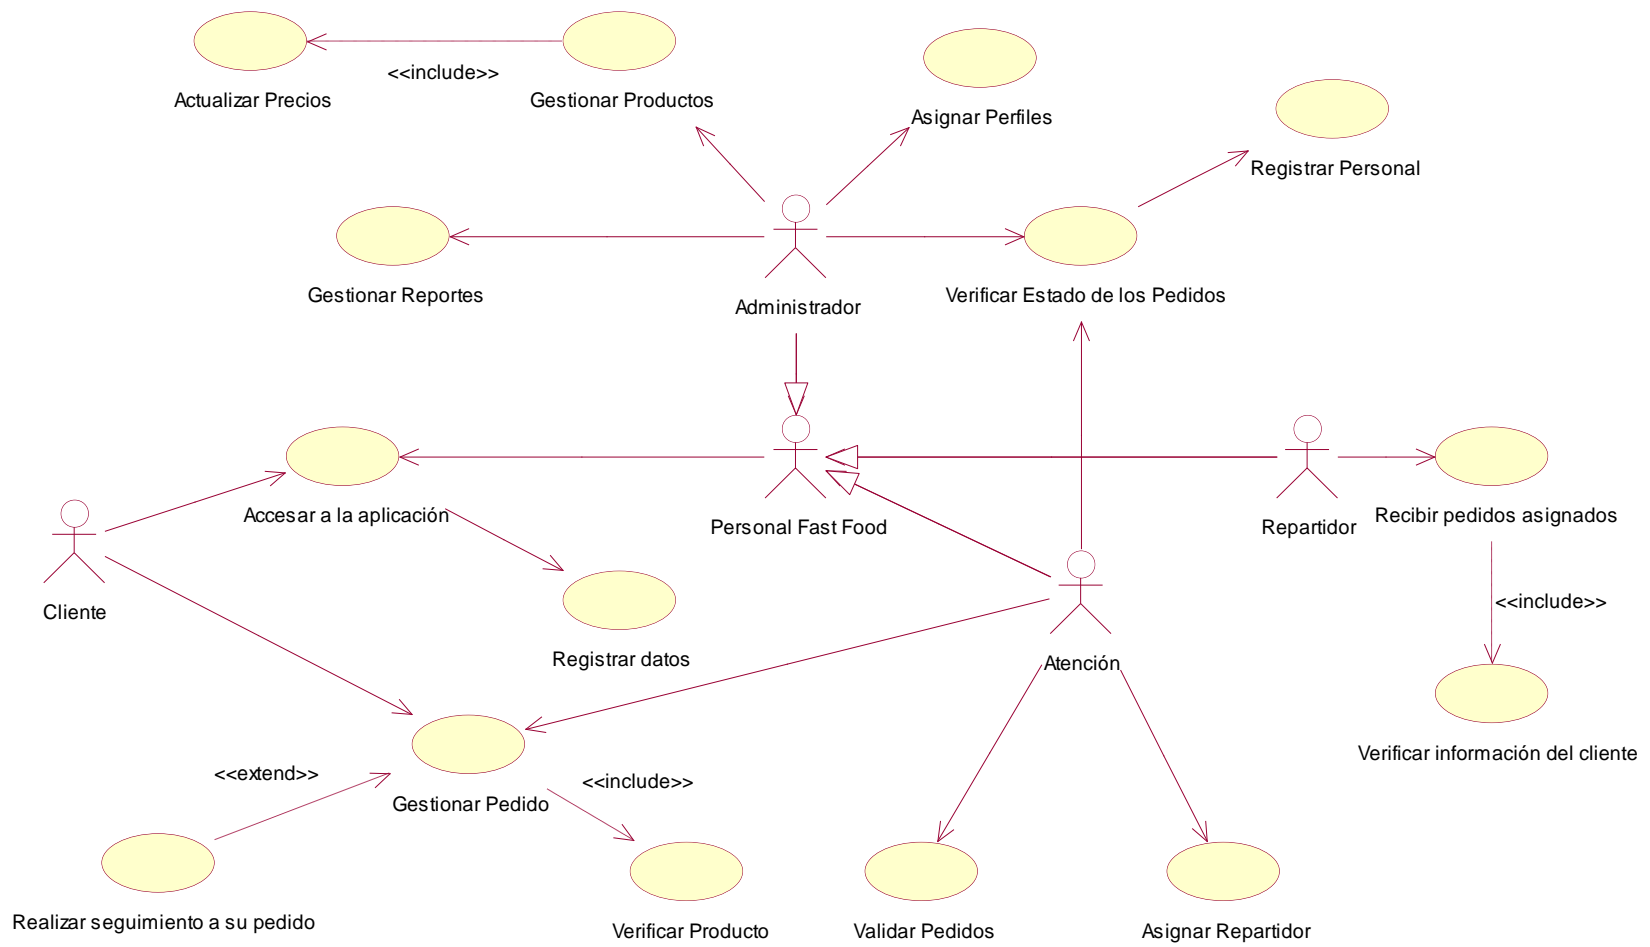 <<include>>
Actualizar Precios
Gestionar Productos
Asignar Perfiles
Registrar Personal
Gestionar Reportes
Administrador
Verificar Estado de los Pedidos
Accesar a la aplicación
Personal Fast Food
Repartidor
Recibir pedidos asignados
Cliente
<<include>>
Registrar datos
Atención
Verificar información del cliente
<<extend>>
<<include>>
Gestionar Pedido
Realizar seguimiento a su pedido
Verificar Producto
Validar Pedidos
Asignar Repartidor